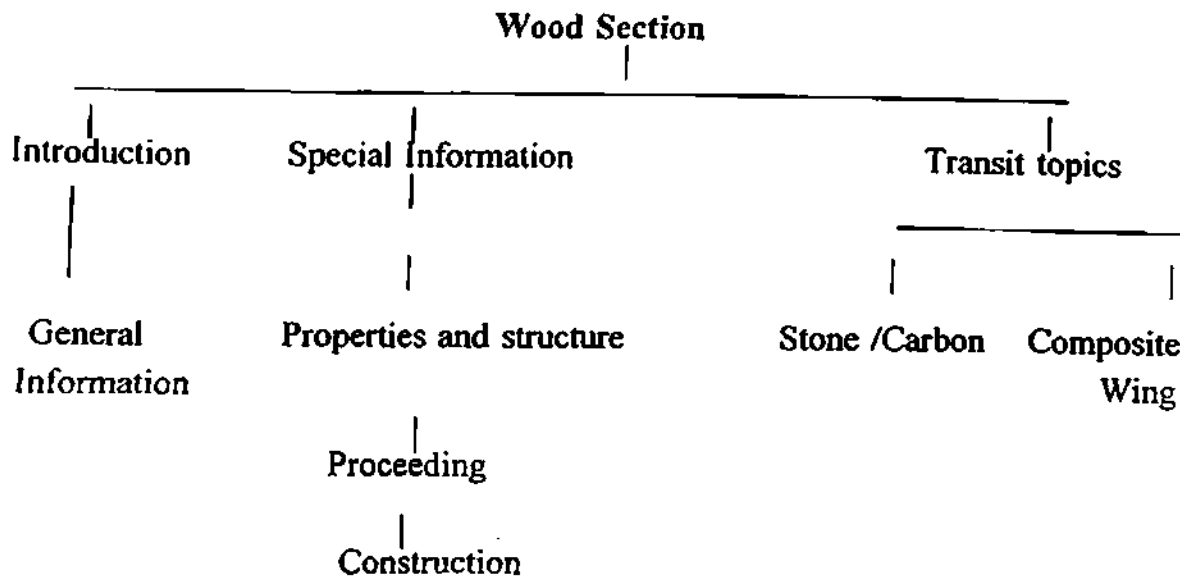 Wood Section
Introduction Special Information Transit topics
General Properties and structure Stone /Carbon Composite
Information Wing
Proceeding
Construction